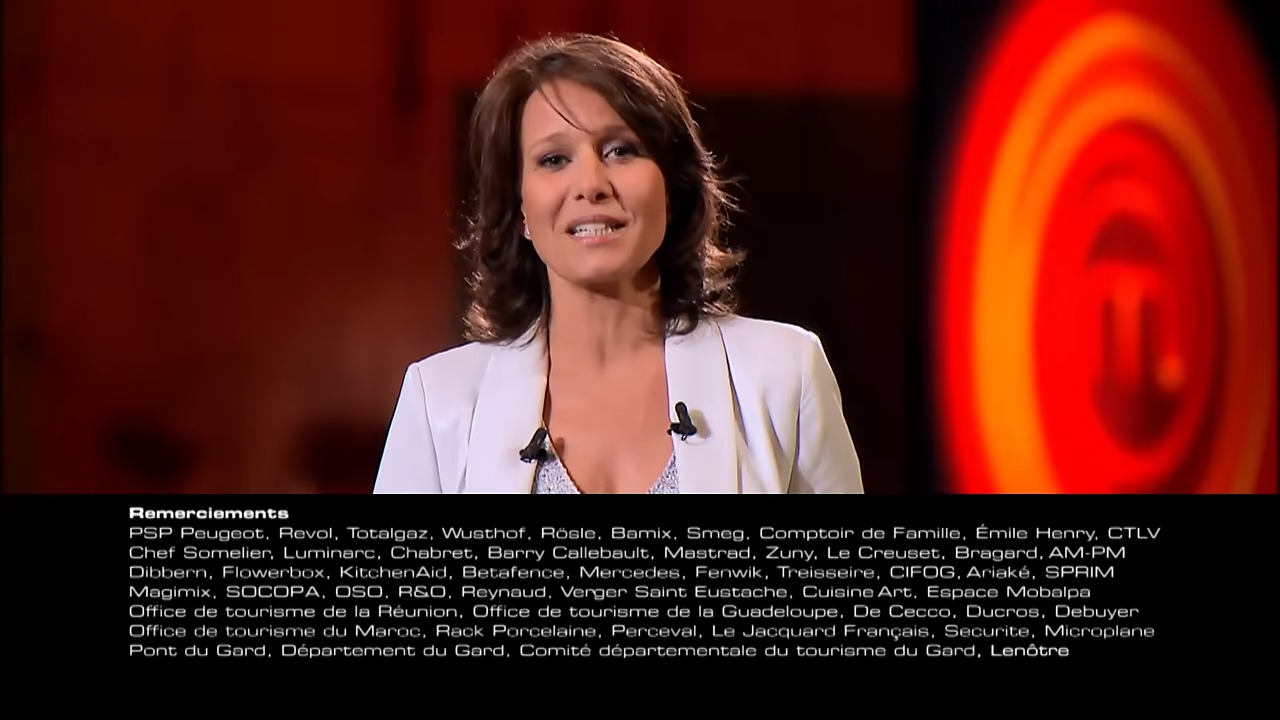 Remerciements
PSP Peugeot, Revol, Totalgaz, Wusthof, Rösle, Bamix, Smeg, Comptoir de Famille, Émile Henry, CTLV
Chef Somelier, Luminarc, Chabret, Barry Callebault, Mastrad, Zuny, Le Creuset, Bragard, AM-PM
Dibbern, Flowerbox, KitchenAid, Betafence, Mercedes, Fenwik, Treisseire, CIFOG, Ariaké, SPRIM
Magimix, SOCOPA, OSO, R&O, Reynaud, Verger Saint Eustache, Cuisine Art, Espace Mobalpa
Office de tourisme de la Réunion, Office de tourisme de la Guadeloupe, De Cecco, Ducros, Debuyer
Office de tourisme du Maroc, Rack Porcelaine, Perceval, Le Jacquard Français, Securite, Microplane
Pont du Gard, Département du Gard, Comité départementale du tourisme du Gard, Lenôtre